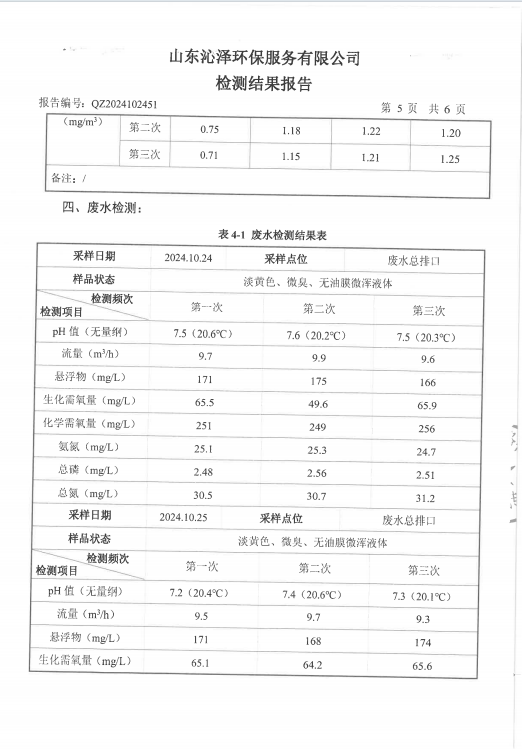 山东沁泽环保服务有限公司
检测结果报告
报告编号：QZ2024102451 第 5 页 共 6 页
（mg/m³） 第二次 0.75 1.18 1.22 1.20
第三次 0.71 1.15 1.21 1.25
备注：/
四、废水检测：
表 4-1 废水检测结果表
采样日期 2024.10.24 采样点位 废水总排口
样品状态 淡黄色、微臭、无油膜微浑液体
检测频次
检测项目 第一次 第二次 第三次
pH 值（无量纲） 7.5（20.6℃） 7.6（20.2℃） 7.5（20.3℃）
流量（m³/h） 9.7 9.9 9.6
悬浮物（mg/L） 171 175 166
生化需氧量（mg/L） 65.5 49.6 65.9
化学需氧量（mg/L） 251 249 256
氨氮（mg/L） 25.1 25.3 24.7
总磷（mg/L） 2.48 2.56 2.51
总氮（mg/L） 30.5 30.7 31.2
采样日期 2024.10.25 采样点位 废水总排口
样品状态 淡黄色、微臭、无油膜微浑液体
检测频次
检测项目 第一次 第二次 第三次
pH 值（无量纲） 7.2（20.4℃） 7.4（20.6℃） 7.3（20.1℃）
流量（m³/h） 9.5 9.7 9.3
悬浮物（mg/L） 171 168 174
生化需氧量（mg/L） 65.1 64.2 65.6